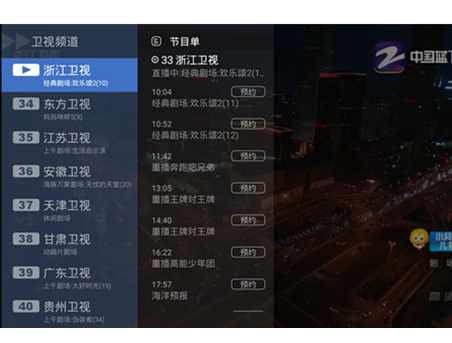 卫视频道
浙江卫视
经典剧场:欢乐颂2(10)
34 东方卫视
妈妈咪呀5(9)
35 江苏卫视
上午剧场:生活启示录
36 安徽卫视
海豚万家剧场:无忧的天堂(20)
37 天津卫视
休闲剧场
38 甘肃卫视
动画片场
39 广东卫视
上午剧场:大好时光(19)
40 贵州卫视
上午剧场:伪装者(34)
节目单
33 浙江卫视
直播中:经典剧场:欢乐颂2(1...
10:04 预约
经典剧场:欢乐颂2(11)
10:52 预约
经典剧场:欢乐颂2(12)
11:42 预约
重播奔跑吧兄弟
13:05 预约
重播王牌对王牌
14:40 预约
重播王牌对王牌
16:22 预约
重播高能少年团
17:57 预约
海洋预报
中国蓝
剧 场